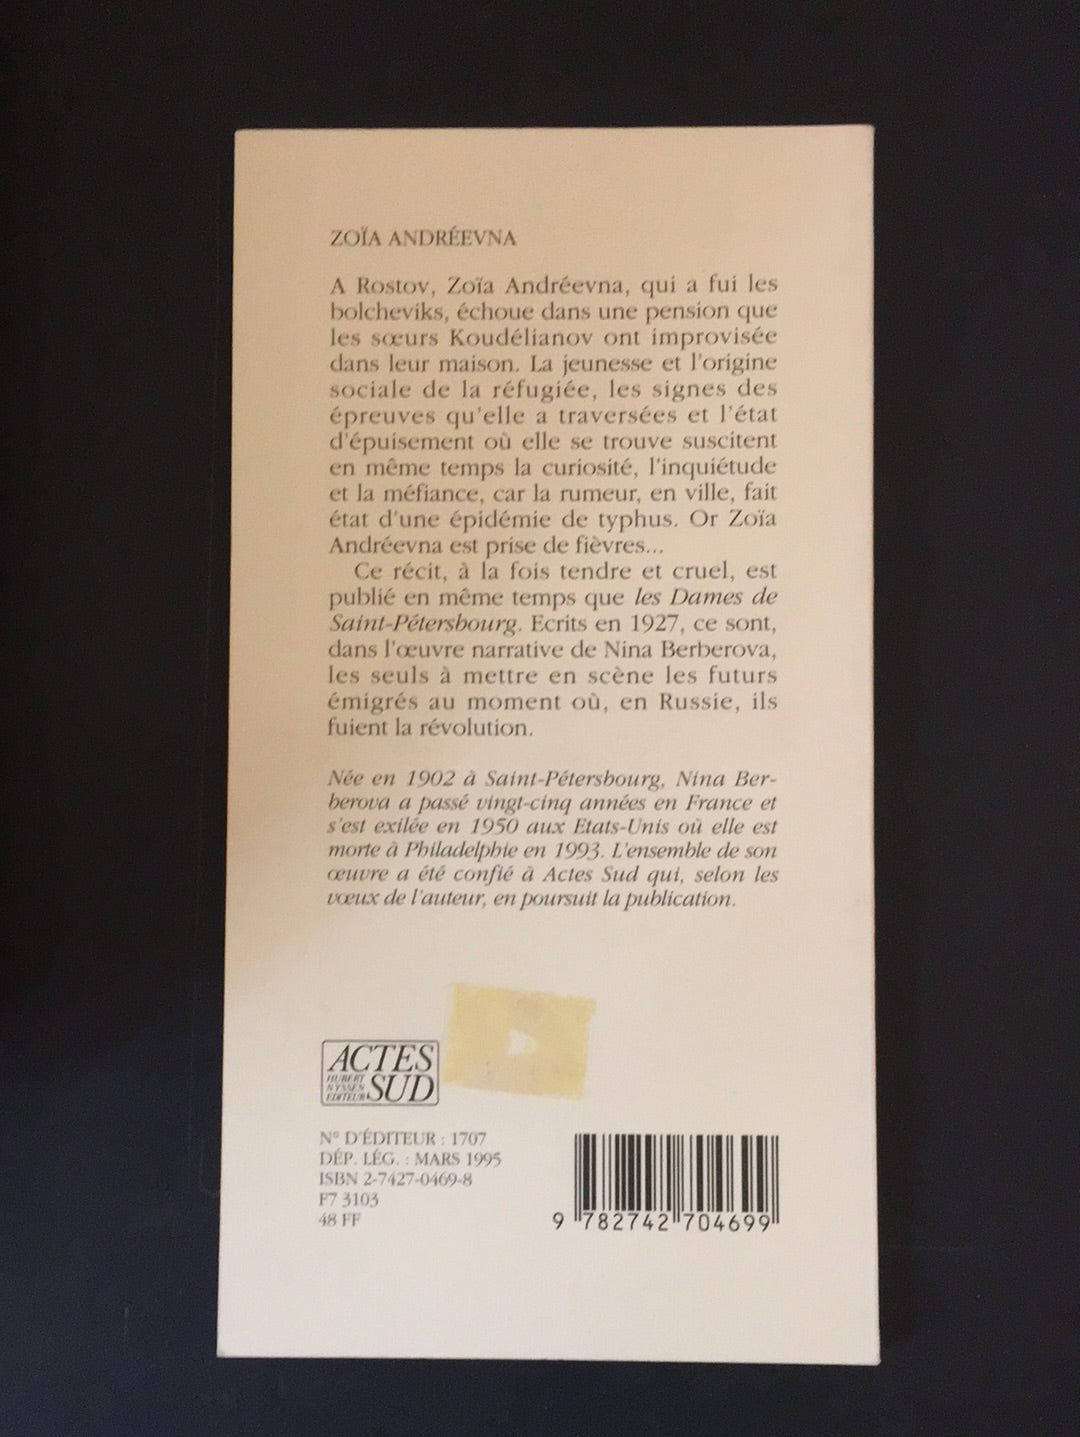 ZOÏA ANDRÉEVNA
A Rostov, Zoïa Andréevna, qui a fui les
bolcheviks, échoue dans une pension que
les sœurs Koudélianov ont improvisée
dans leur maison. La jeunesse et l'origine
sociale de la réfugiée, les signes des
épreuves qu'elle a traversées et l'état
d'épuisement où elle se trouve suscitent
en même temps la curiosité, l'inquiétude
et la méfiance, car la rumeur, en ville, fait
état d'une épidémie de typhus. Or Zoïa
Andréevna est prise de fièvres...
Ce récit, à la fois tendre et cruel, est
publié en même temps que les Dames de
Saint-Pétersbourg. Ecrits en 1927, ce sont,
dans l'œuvre narrative de Nina Berberova,
les seuls à mettre en scène les futurs
émigrés au moment où, en Russie, ils
fuient la révolution.
Née en 1902 à Saint-Pétersbourg, Nina Ber-
berova a passé vingt-cinq années en France et
s'est exilée en 1950 aux Etats-Unis où elle est
morte à Philadelphie en 1993. L'ensemble de son
œuvre a été confié à Actes Sud qui, selon les
vœux de l'auteur, en poursuit la publication.
ACTES
HUBERT
NYSSEN
EDITEUR
SUD
N° D'ÉDITEUR : 1707
DÉP. LÉG. : MARS 1995
ISBN 2-7427-0469-8
F7 3103
48 FF
9 782742 704699